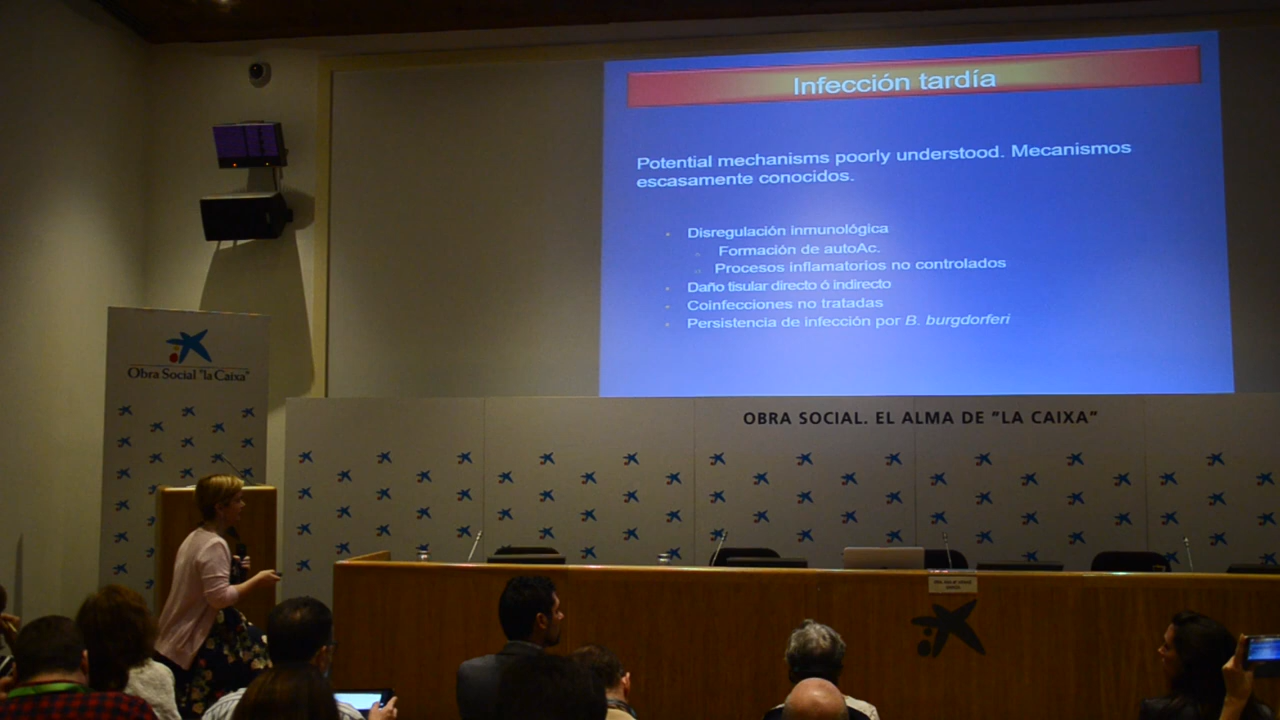 Infección tardía
Potential mechanisms poorly understood. Mecanismos
escasamente conocidos.
Disregulación inmunológica
Formación de autoAc.
Procesos inflamatorios no controlados
Daño tisular directo ó indirecto
Coinfecciones no tratadas
Persistencia de infección por B. burgdorferi
Obra Social "la Caixa"
OBRA SOCIAL. EL ALMA DE "LA CAIXA"